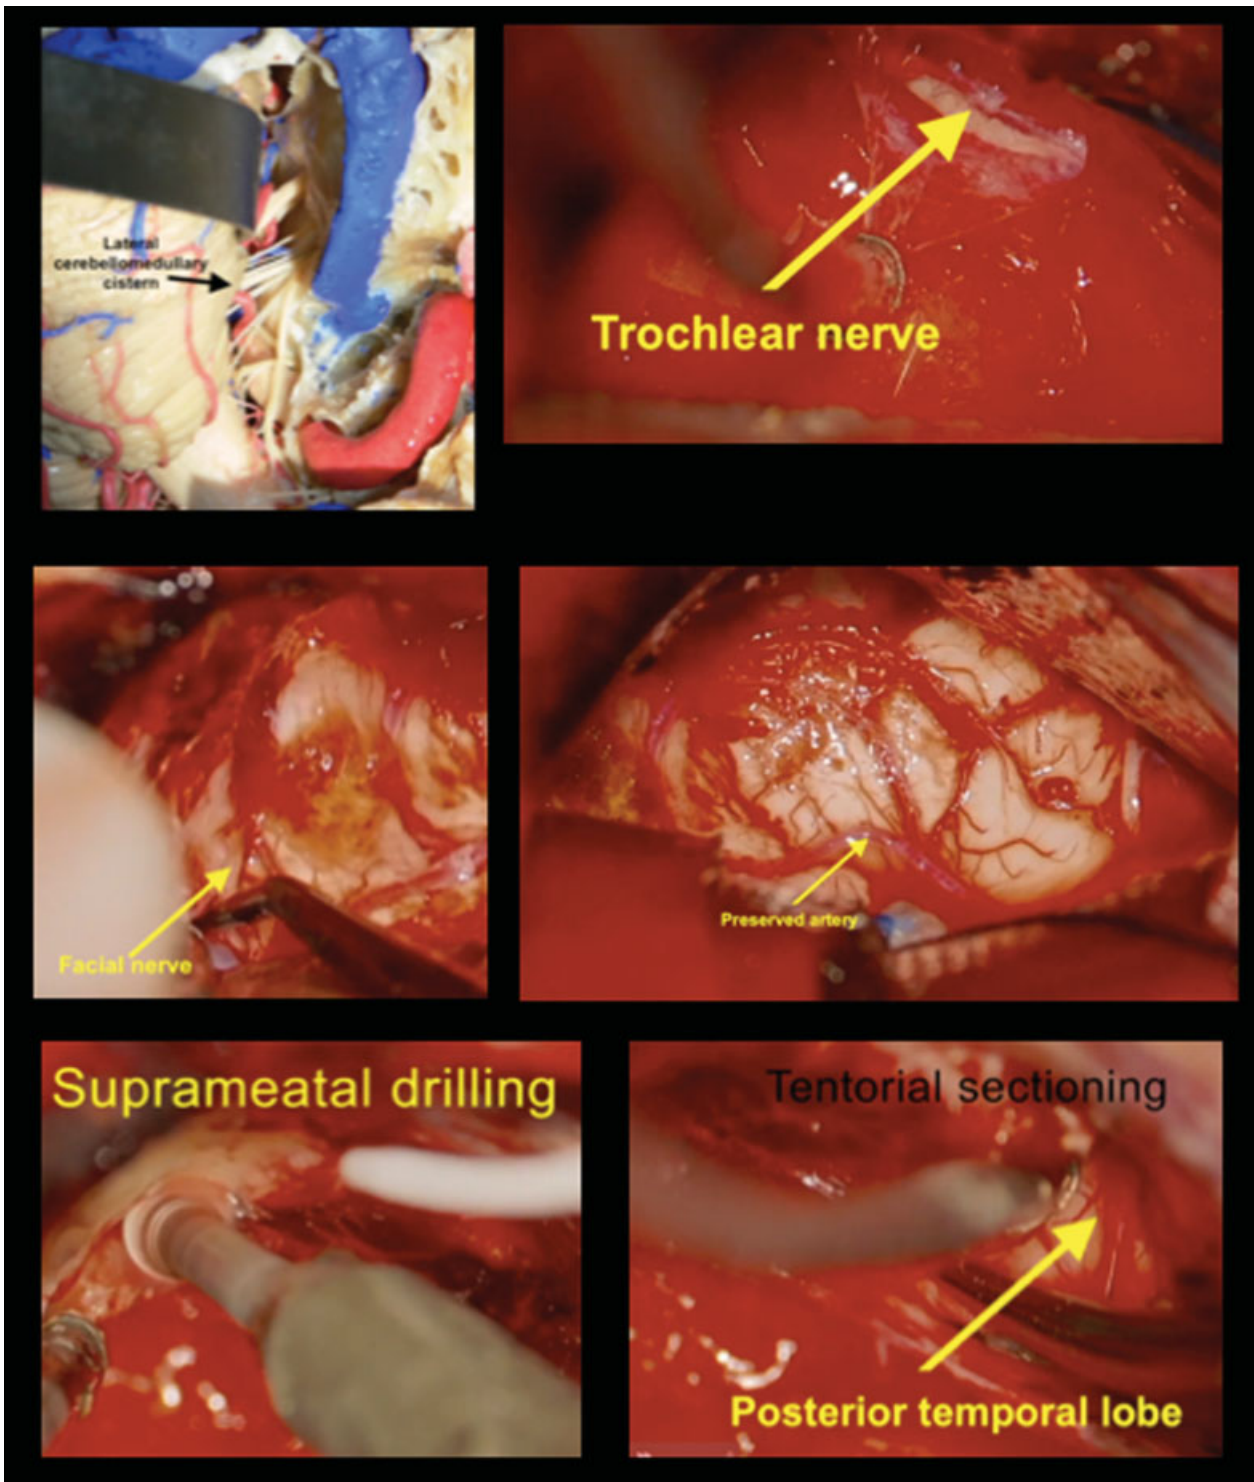 Lateral
cerebellomedullary
cistern
Trochlear nerve
Facial nerve
Preserved artery
Suprameatal drilling
Tentorial sectioning
Posterior temporal lobe